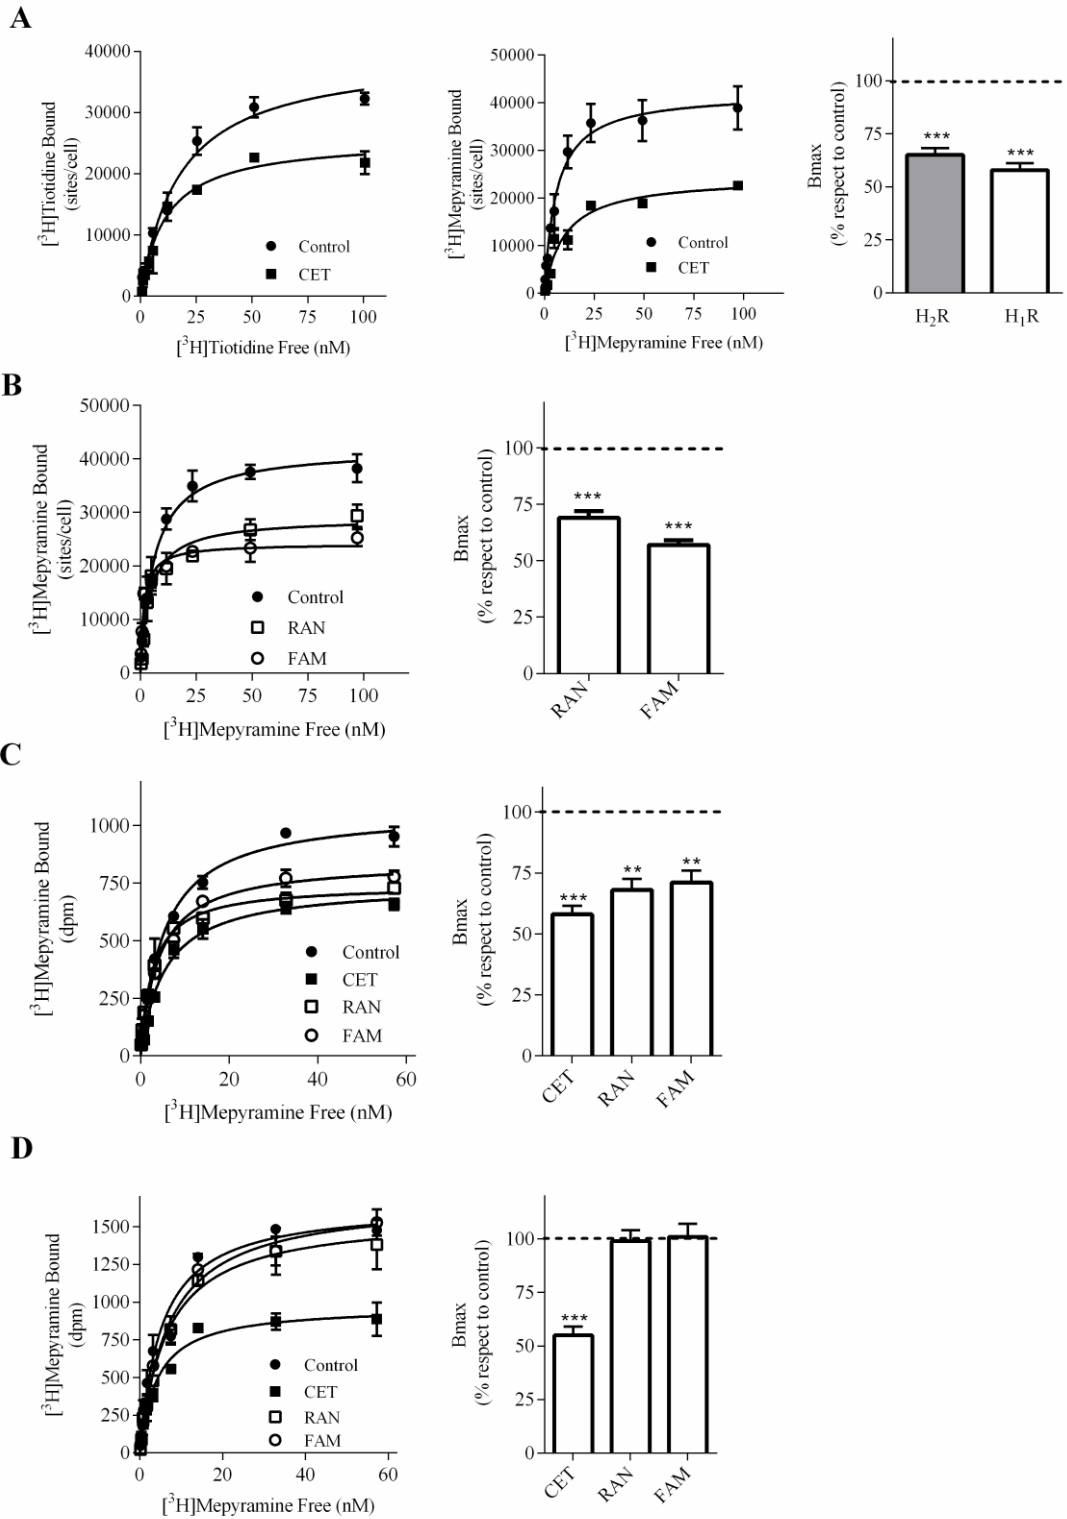 A
40000
30000
20000
10000
0
[³H]Tiotidine Bound
(sites/cell)
Control
CET
0 25 50 75 100
[³H]Tiotidine Free (nM)
50000
40000
30000
20000
10000
0
[³H]Mepyramine Bound
(sites/cell)
Control
CET
0 25 50 75 100
[³H]Mepyramine Free (nM)
100
75
50
25
0
Bmax
(% respect to control)
*** ***
H₂R H₁R
B
50000
40000
30000
20000
10000
0
[³H]Mepyramine Bound
(sites/cell)
Control
RAN
FAM
0 25 50 75 100
[³H]Mepyramine Free (nM)
100
75
50
25
0
Bmax
(% respect to control)
*** ***
RAN FAM
C
1000
750
500
250
0
[³H]Mepyramine Bound
(dpm)
Control
CET
RAN
FAM
0 20 40 60
[³H]Mepyramine Free (nM)
100
75
50
25
0
Bmax
(% respect to control)
*** ** **
CET RAN FAM
D
1500
1250
1000
750
500
250
0
[³H]Mepyramine Bound
(dpm)
Control
CET
RAN
FAM
0 20 40 60
[³H]Mepyramine Free (nM)
100
75
50
25
0
Bmax
(% respect to control)
***
CET RAN FAM